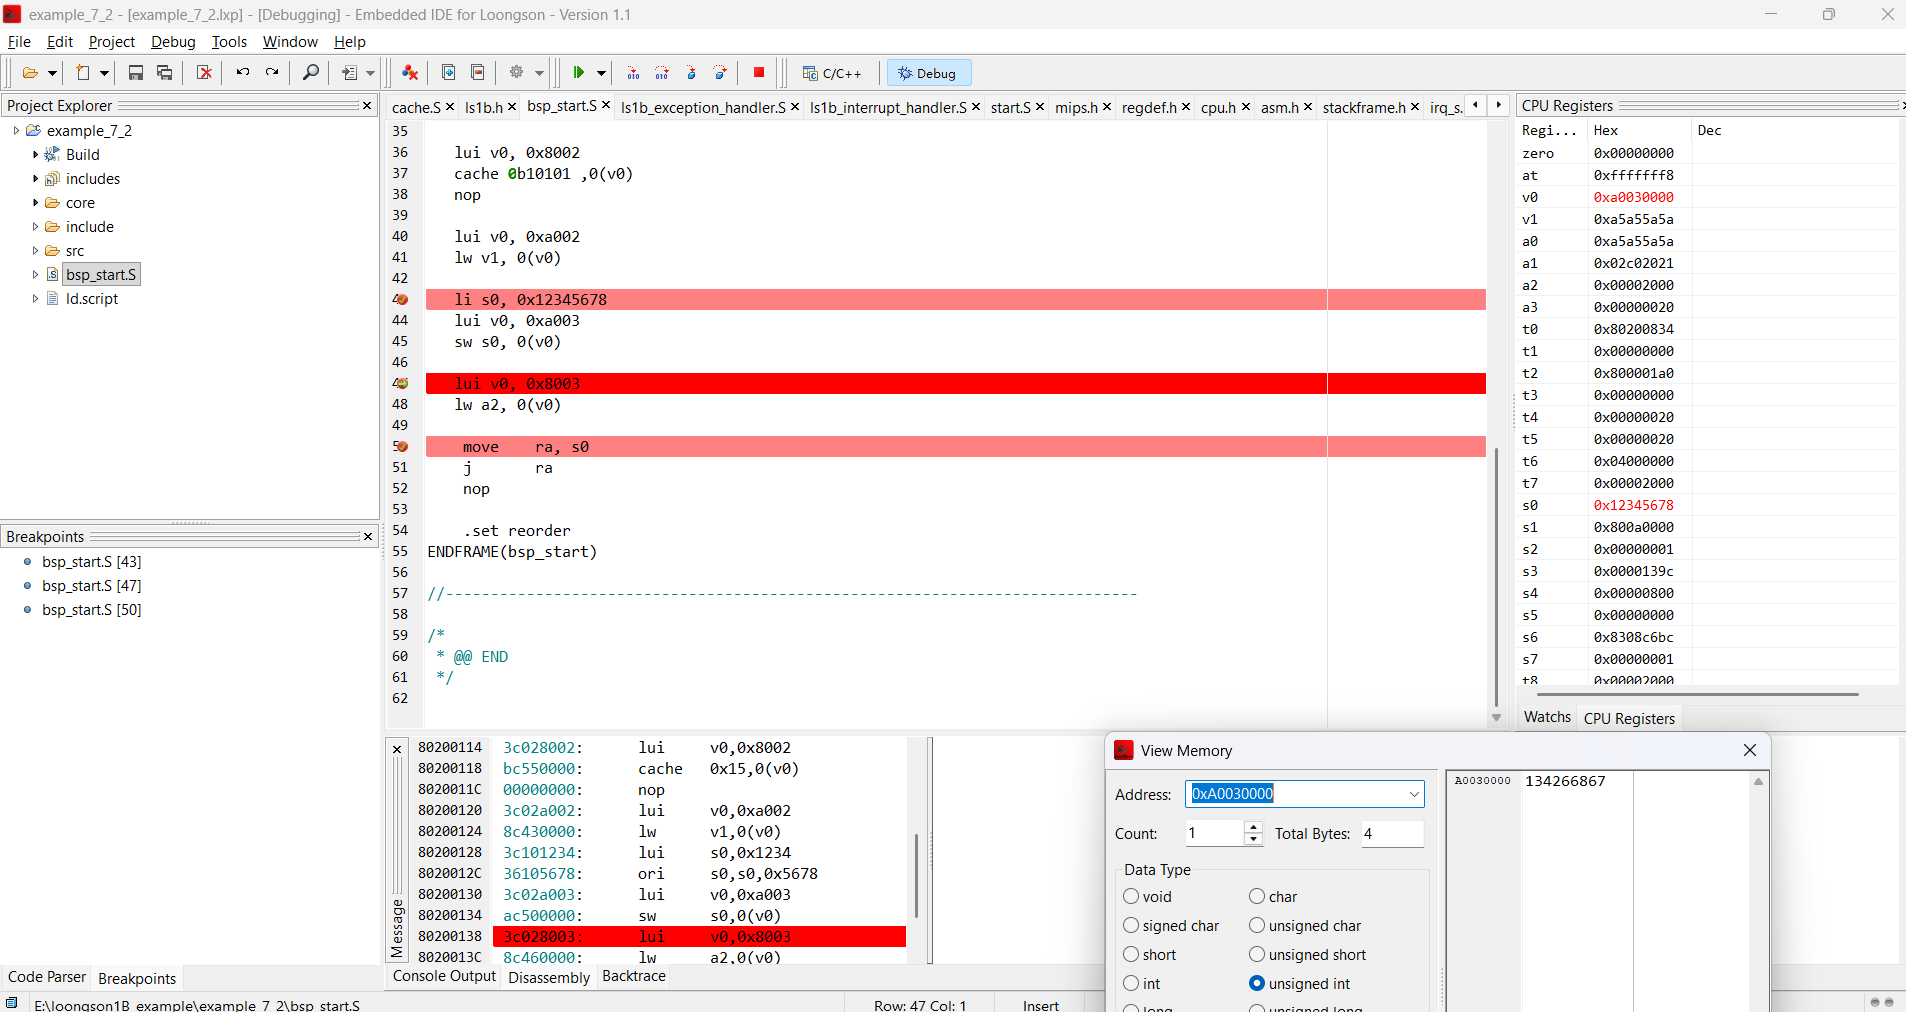 example_7_2 - [example_7_2.lxp] - [Debugging] - Embedded IDE for Loongson - Version 1.1
File Edit Project Debug Tools Window Help
C/C++ Debug
Project Explorer
example_7_2
Build
includes
core
include
src
bsp_start.S
ld.script
Breakpoints
bsp_start.S [43]
bsp_start.S [47]
bsp_start.S [50]
Code Parser Breakpoints
cache.S ls1b.h bsp_start.S ls1b_exception_handler.S ls1b_interrupt_handler.S start.S mips.h regdef.h cpu.h asm.h stackframe.h irq_s.
35
36 lui v0, 0x8002
37 cache 0b10101 ,0(v0)
38 nop
39
40 lui v0, 0xa002
41 lw v1, 0(v0)
42
li s0, 0x12345678
44 lui v0, 0xa003
45 sw s0, 0(v0)
46
lui v0, 0x8003
48 lw a2, 0(v0)
49
move ra, s0
51 j ra
52 nop
53
54 .set reorder
55 ENDFRAME(bsp_start)
56
57 //-----------------------------------------------------------------------------
58
59 /*
60 * @@ END
61 */
62
CPU Registers
Regi... Hex Dec
zero 0x00000000
at 0xfffffff8
v0 0xa0030000
v1 0xa5a55a5a
a0 0xa5a55a5a
a1 0x02c02021
a2 0x00002000
a3 0x00000020
t0 0x80200834
t1 0x00000000
t2 0x800001a0
t3 0x00000000
t4 0x00000020
t5 0x00000020
t6 0x04000000
t7 0x00002000
s0 0x12345678
s1 0x800a0000
s2 0x00000001
s3 0x0000139c
s4 0x00000800
s5 0x00000000
s6 0x8308c6bc
s7 0x00000001
t8 0x00002000
Watchs CPU Registers
Message
80200114 3c028002: lui v0,0x8002
80200118 bc550000: cache 0x15,0(v0)
8020011C 00000000: nop
80200120 3c02a002: lui v0,0xa002
80200124 8c430000: lw v1,0(v0)
80200128 3c101234: lui s0,0x1234
8020012C 36105678: ori s0,s0,0x5678
80200130 3c02a003: lui v0,0xa003
80200134 ac500000: sw s0,0(v0)
80200138 3c028003: lui v0,0x8003
8020013C 8c460000: lw a2,0(v0)
Console Output Disassembly Backtrace
View Memory
Address: 0xA0030000
Count: 1 Total Bytes: 4
Data Type
void char
signed char unsigned char
short unsigned short
int unsigned int
long unsigned long
A0030000 134266867
E:\loongson1B_example\example_7_2\bsp_start.S Row: 47 Col: 1 Insert